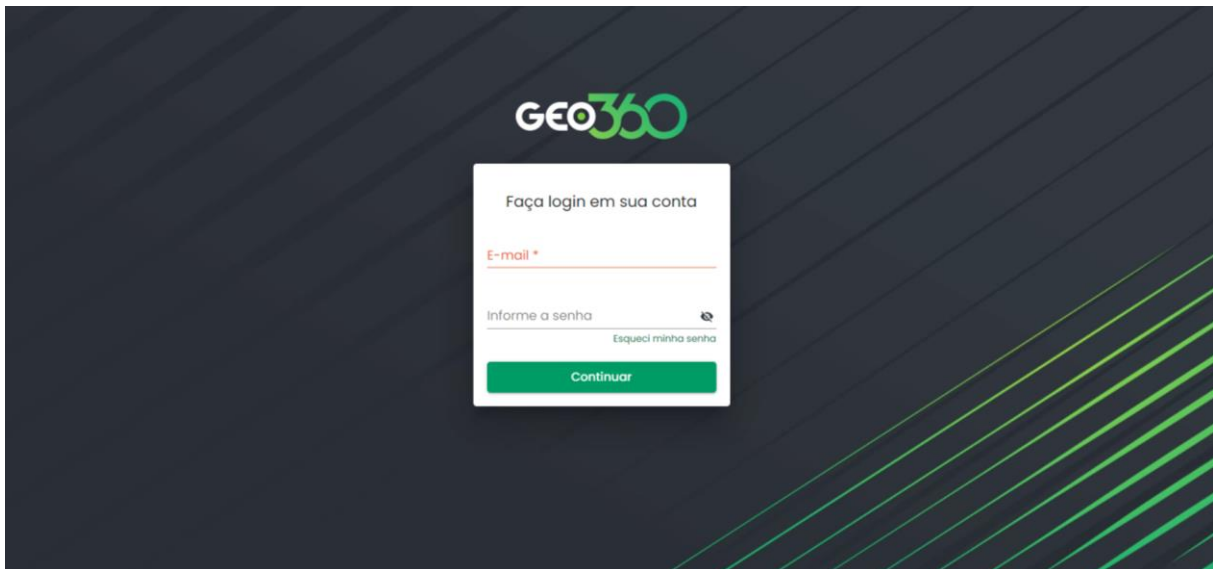 GEO360
Faça login em sua conta
E-mail *
Informe a senha
Esqueci minha senha
Continuar